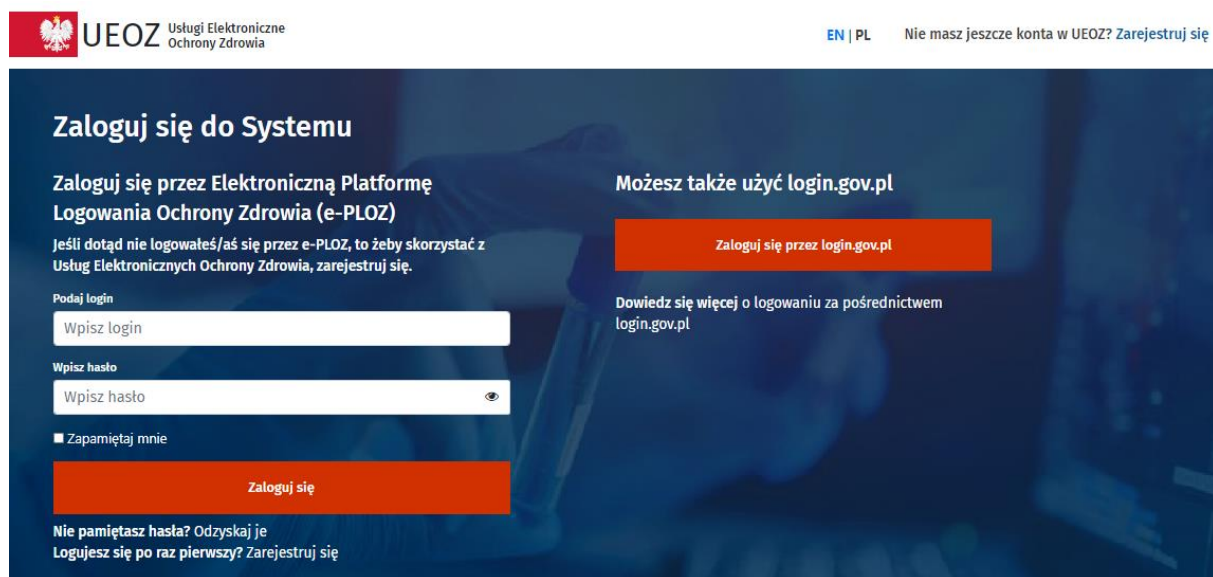 UEOZ Usługi Elektroniczne
Ochrony Zdrowia
EN | PL
Nie masz jeszcze konta w UEOZ? Zarejestruj się
Zaloguj się do Systemu
Zaloguj się przez Elektroniczną Platformę
Logowania Ochrony Zdrowia (e-PLOZ)
Jeśli dotąd nie logowałeś/aś się przez e-PLOZ, to żeby skorzystać z
Usług Elektronicznych Ochrony Zdrowia, zarejestruj się.
Podaj login
Wpisz login
Wpisz hasło
Wpisz hasło
Zapamiętaj mnie
Zaloguj się
Nie pamiętasz hasła? Odzyskaj je
Logujesz się po raz pierwszy? Zarejestruj się
Możesz także użyć login.gov.pl
Zaloguj się przez login.gov.pl
Dowiedz się więcej o logowaniu za pośrednictwem
login.gov.pl